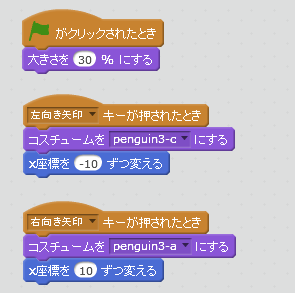 がクリックされたとき
大きさを 30 % にする
左向き矢印 キーが押されたとき
コスチュームを penguin3-c にする
x座標を -10 ずつ変える
右向き矢印 キーが押されたとき
コスチュームを penguin3-a にする
x座標を 10 ずつ変える